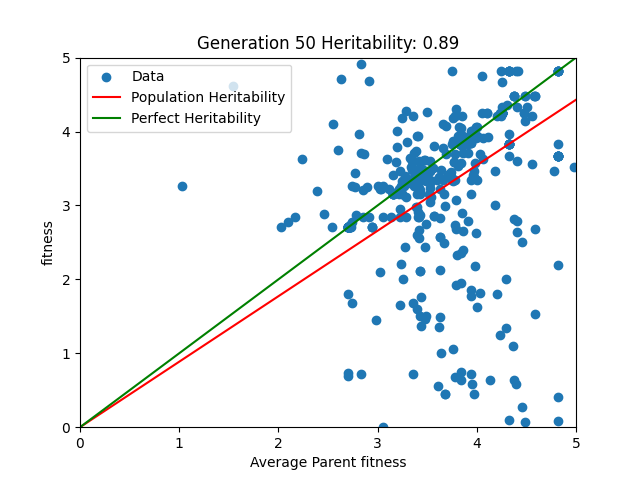 Generation 50 Heritability: 0.89
Data
Population Heritability
Perfect Heritability
5
4
3
2
1
0
fitness
0 1 2 3 4 5
Average Parent fitness